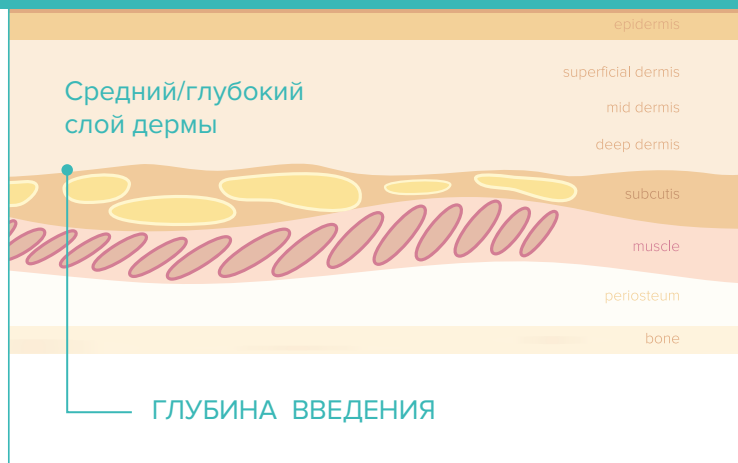 epidermis
superficial dermis
Средний/глубокий
слой дермы
mid dermis
deep dermis
subcutis
muscle
periosteum
bone
ГЛУБИНА ВВЕДЕНИЯ